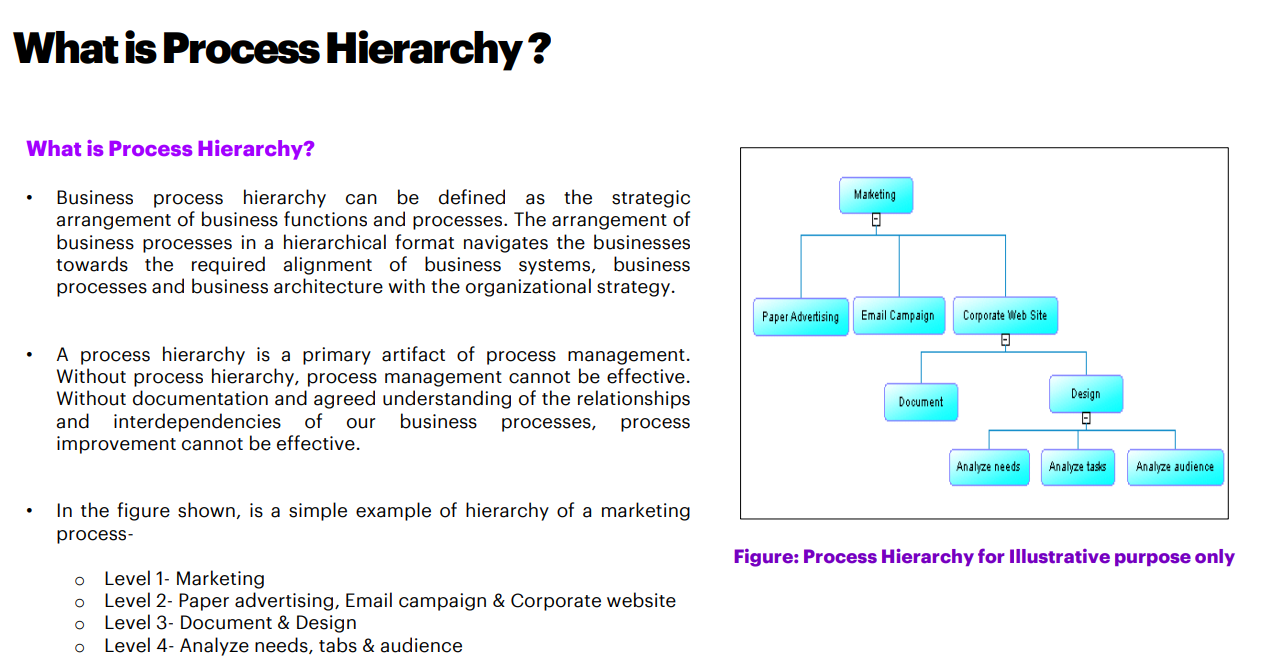 What is Process Hierarchy ?
What is Process Hierarchy?
• Business process hierarchy can be defined as the strategic
arrangement of business functions and processes. The arrangement of
business processes in a hierarchical format navigates the businesses
towards the required alignment of business systems, business
processes and business architecture with the organizational strategy.
• A process hierarchy is a primary artifact of process management.
Without process hierarchy, process management cannot be effective.
Without documentation and agreed understanding of the relationships
and interdependencies of our business processes, process
improvement cannot be effective.
• In the figure shown, is a simple example of hierarchy of a marketing
process-
o Level 1- Marketing
o Level 2- Paper advertising, Email campaign & Corporate website
o Level 3- Document & Design
o Level 4- Analyze needs, tabs & audience
Marketing
Paper Advertising
Email Campaign
Corporate Web Site
Document
Design
Analyze needs
Analyze tasks
Analyze audience
Figure: Process Hierarchy for Illustrative purpose only